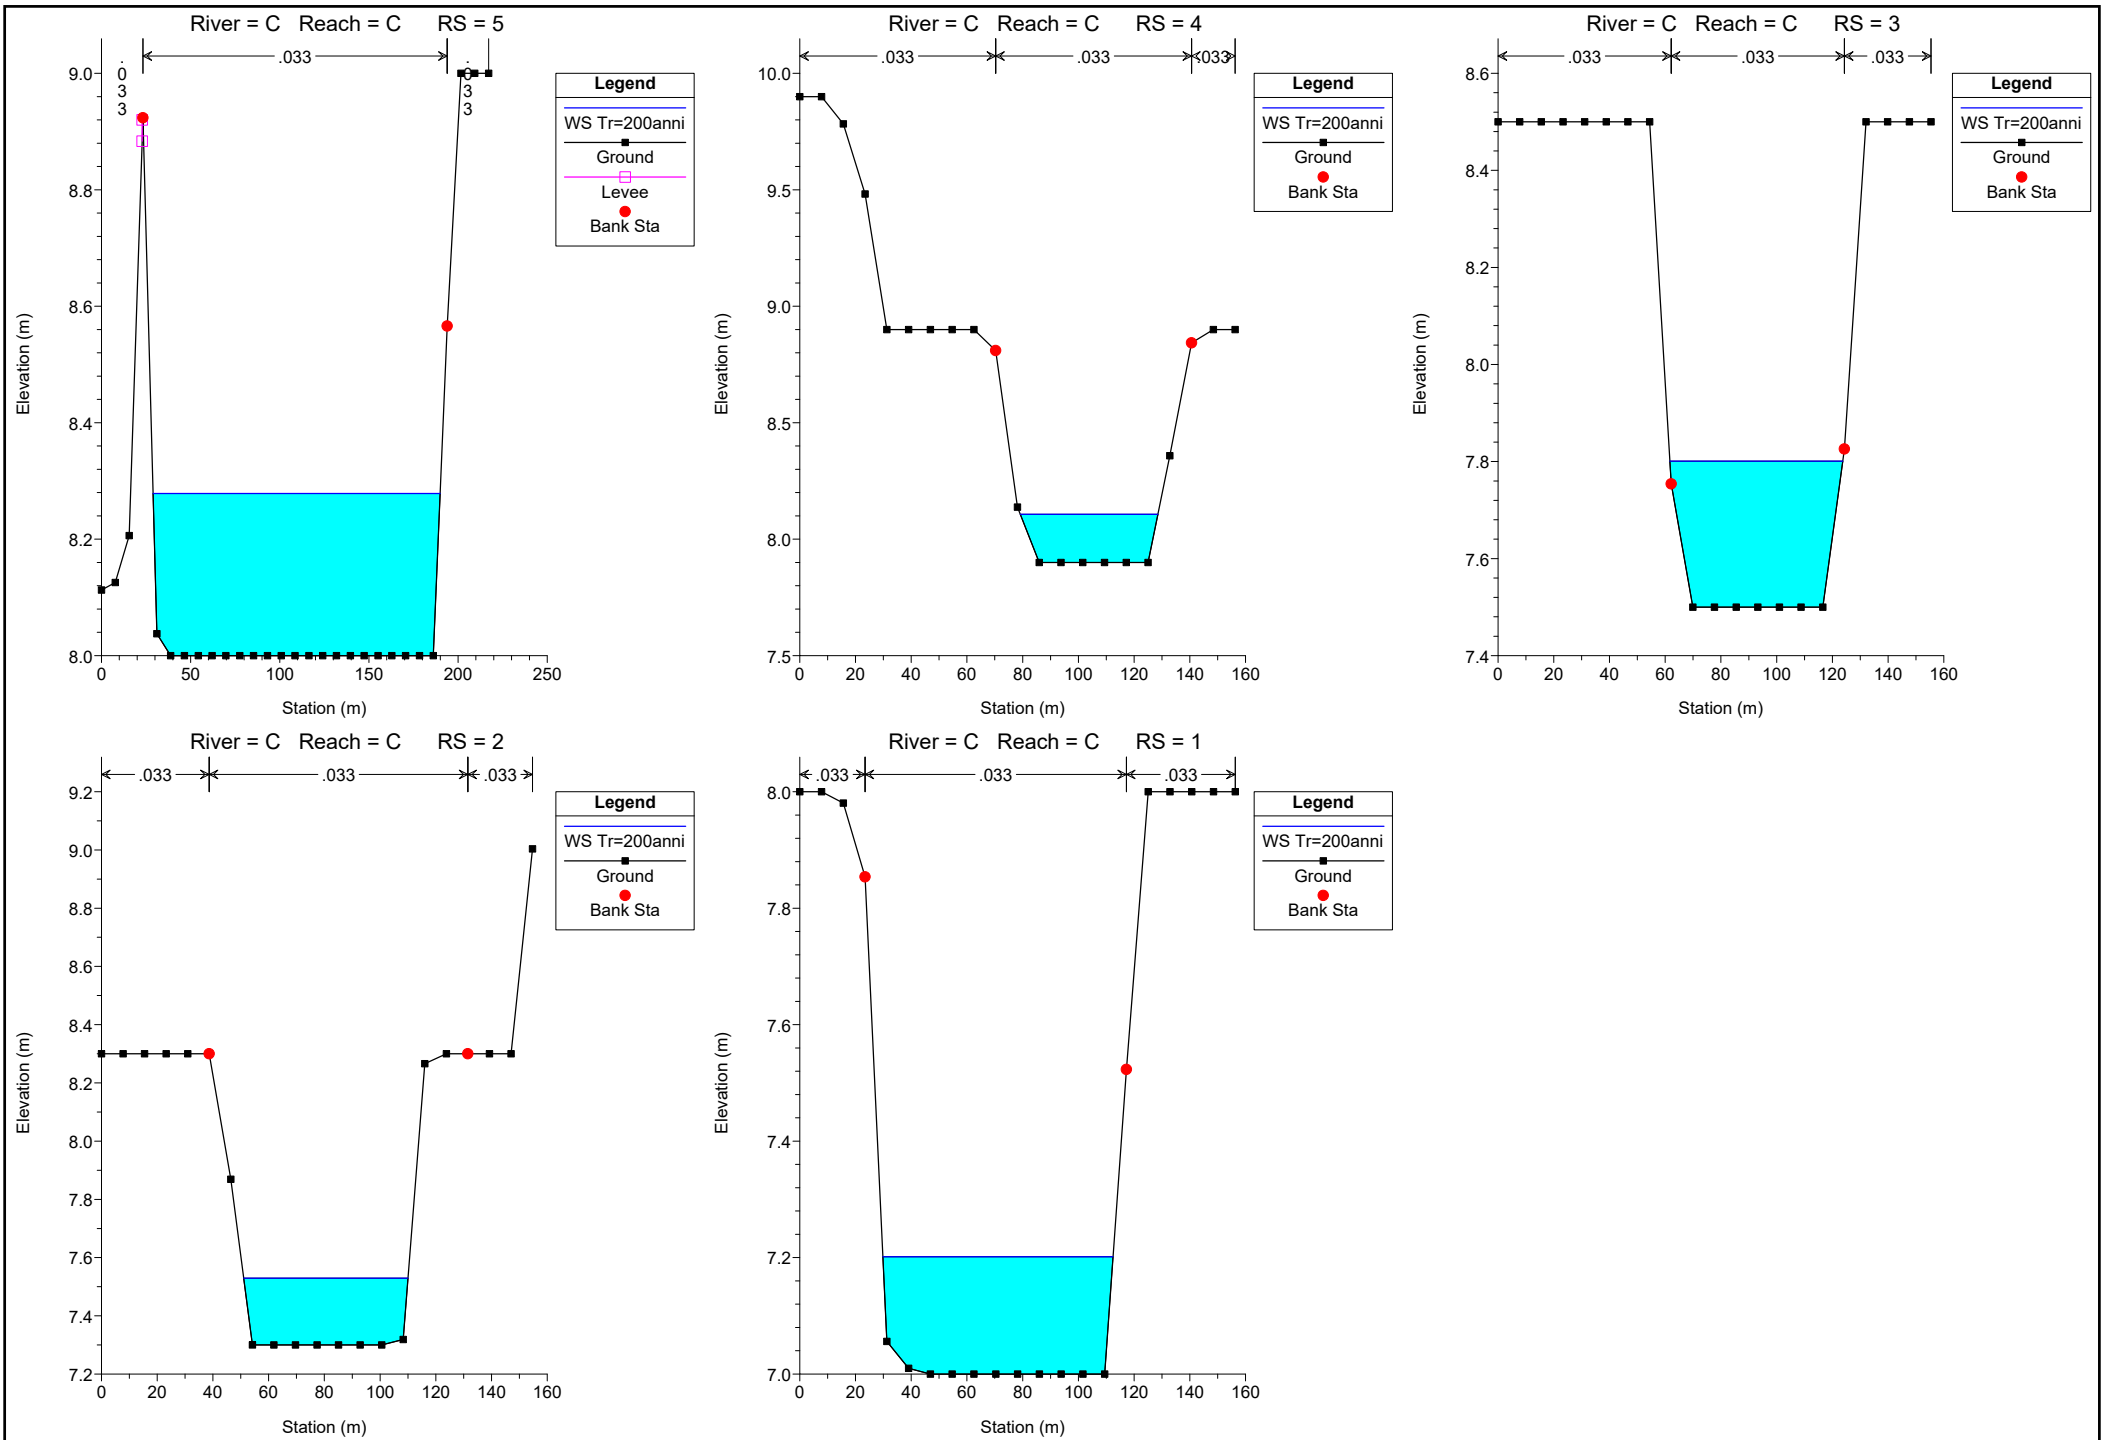 River = C Reach = C RS = 5
.033
.033
.033
9.0
8.8
8.6
8.4
8.2
8.0
0
50
100
150
200
250
Elevation (m)
Station (m)
Legend
WS Tr=200anni
Ground
Levee
Bank Sta
River = C Reach = C RS = 4
.033
.033
.033
10.0
9.5
9.0
8.5
8.0
7.5
0
20
40
60
80
100
120
140
160
Elevation (m)
Station (m)
Legend
WS Tr=200anni
Ground
Bank Sta
River = C Reach = C RS = 3
.033
.033
.033
8.6
8.4
8.2
8.0
7.8
7.6
7.4
0
20
40
60
80
100
120
140
160
Elevation (m)
Station (m)
Legend
WS Tr=200anni
Ground
Bank Sta
River = C Reach = C RS = 2
.033
.033
.033
9.2
9.0
8.8
8.6
8.4
8.2
8.0
7.8
7.6
7.4
7.2
0
20
40
60
80
100
120
140
160
Elevation (m)
Station (m)
Legend
WS Tr=200anni
Ground
Bank Sta
River = C Reach = C RS = 1
.033
.033
.033
8.0
7.8
7.6
7.4
7.2
7.0
0
20
40
60
80
100
120
140
160
Elevation (m)
Station (m)
Legend
WS Tr=200anni
Ground
Bank Sta